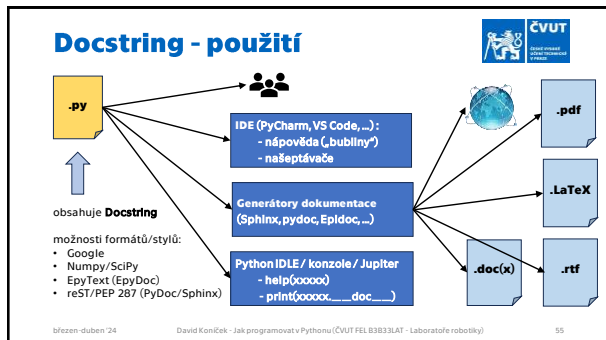 Docstring - použití
ČVUT
ČESKÉ VYSOKÉ
UČENÍ TECHNICKÉ
V PRAZE
.py
IDE (PyCharm, VS Code, ...) :
- nápověda („bubliny“)
- našeptávače
Generátory dokumentace
(Sphinx, pydoc, EpIdoc, ...)
Python IDLE / konzole / Jupiter
- help(xxxxx)
- print(xxxxx.__doc__)
.pdf
.LaTeX
.doc(x)
.rtf
obsahuje Docstring
možnosti formátů/stylů:
• Google
• Numpy/SciPy
• EpyText (EpyDoc)
• reST/PEP 287 (PyDoc/Sphinx)
březen-duben '24
David Koníček - Jak programovat v Pythonu (ČVUT FEL B3B33LAT - Laboratoře robotiky)
55